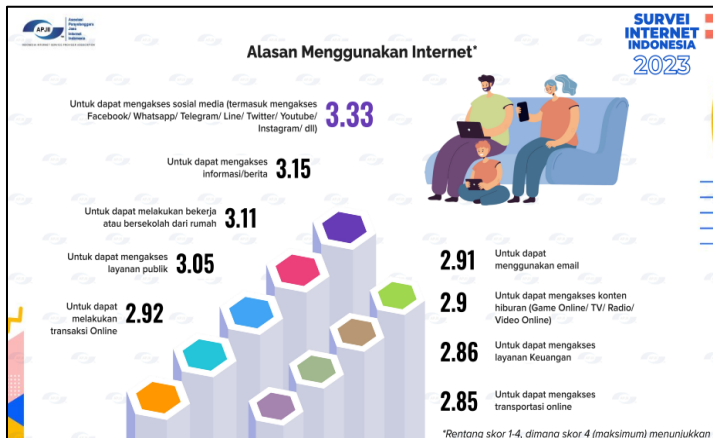 APJII
Asosiasi
Penyelenggara
Jasa
Internet
Indonesia
SURVEI
INTERNET
INDONESIA
2023
Alasan Menggunakan Internet*
Untuk dapat mengakses sosial media (termasuk mengakses
Facebook/ Whatsapp/ Telegram/ Line/ Twitter/ Youtube/
Instagram/ dll)
3.33
Untuk dapat mengakses
informasi/berita
3.15
Untuk dapat melakukan bekerja
atau bersekolah dari rumah
3.11
Untuk dapat mengakses
layanan publik
3.05
Untuk dapat
melakukan
transaksi Online
2.92
2.91
Untuk dapat
menggunakan email
2.9
Untuk dapat mengakses konten
hiburan (Game Online/ TV/ Radio/
Video Online)
2.86
Untuk dapat mengakses
layanan Keuangan
2.85
Untuk dapat mengakses
transportasi online
*Rentang skor 1-4, dimana skor 4 (maksimum) menunjukkan